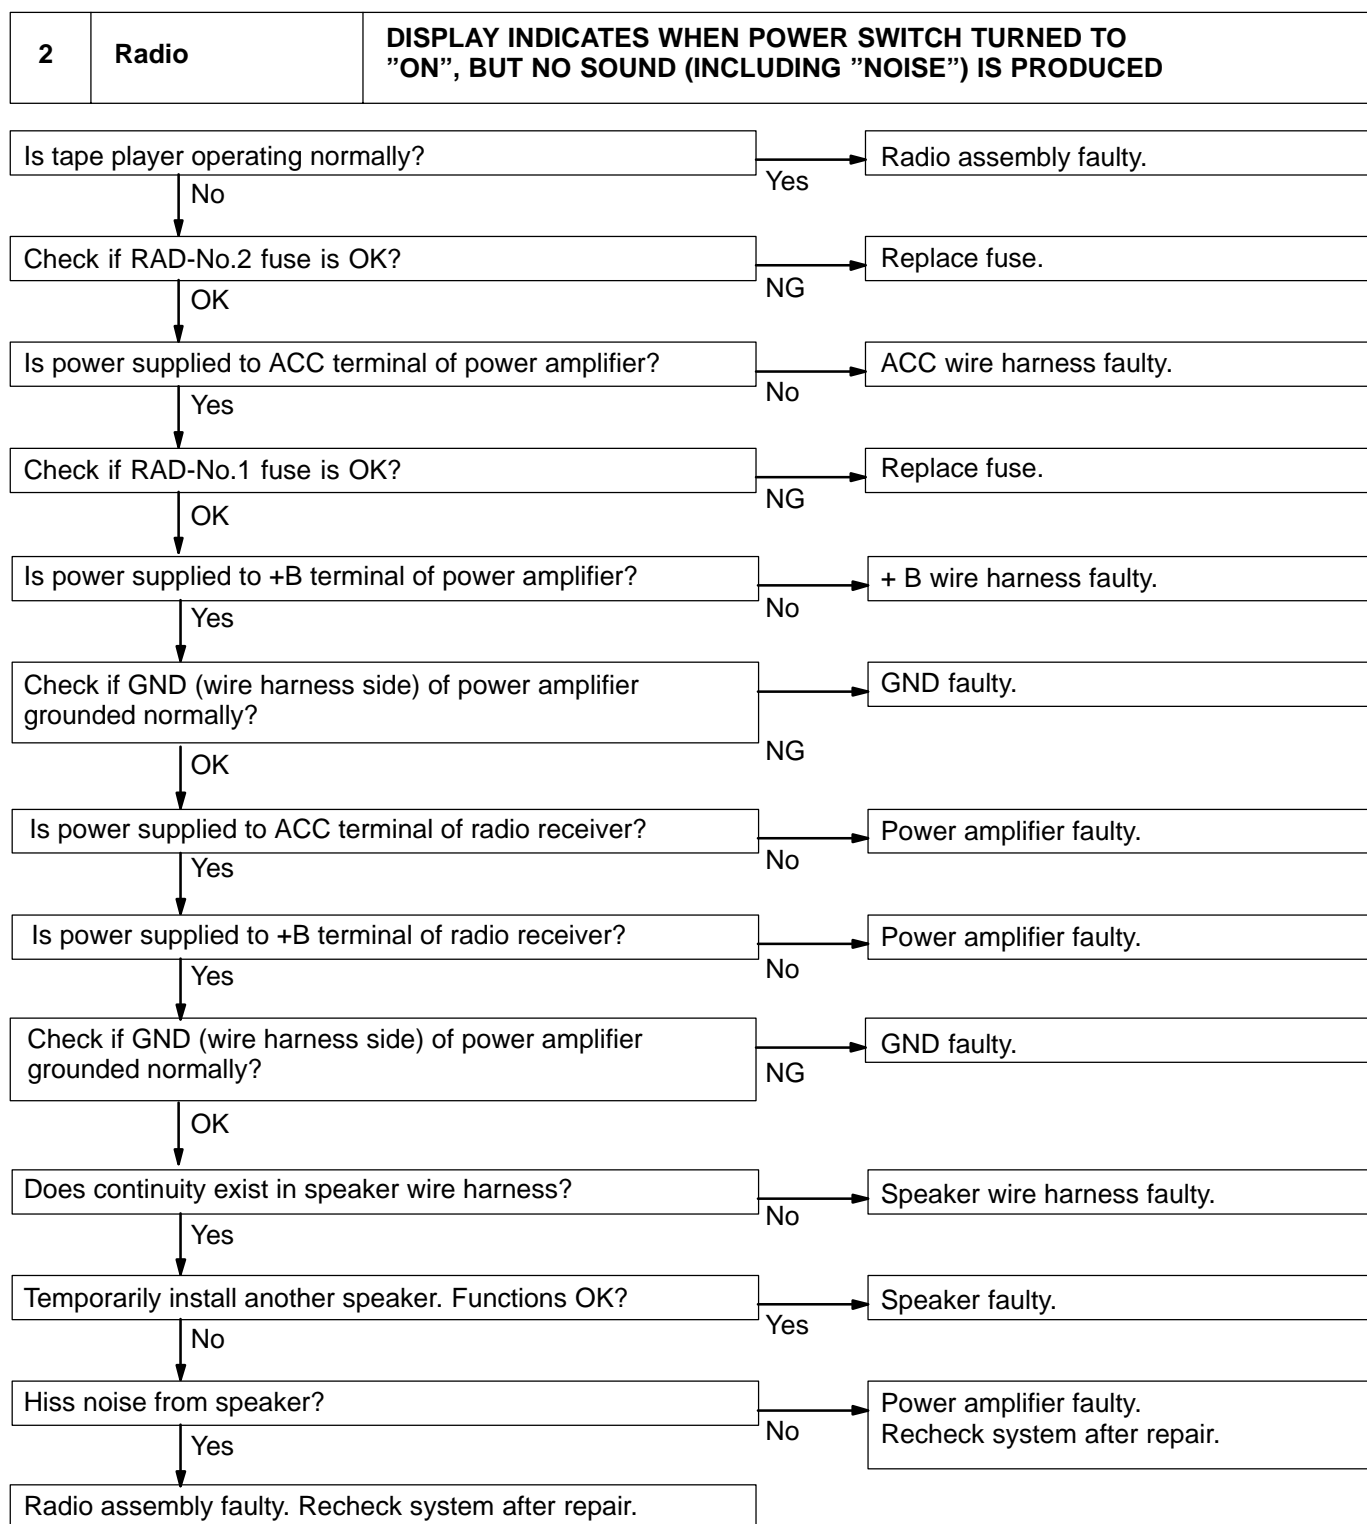 2
Radio
DISPLAY INDICATES WHEN POWER SWITCH TURNED TO
”ON”, BUT NO SOUND (INCLUDING ”NOISE”) IS PRODUCED
Is tape player operating normally?
Yes
Radio assembly faulty.
No
Check if RAD-No.2 fuse is OK?
NG
Replace fuse.
OK
Is power supplied to ACC terminal of power amplifier?
No
ACC wire harness faulty.
Yes
Check if RAD-No.1 fuse is OK?
NG
Replace fuse.
OK
Is power supplied to +B terminal of power amplifier?
No
+ B wire harness faulty.
Yes
Check if GND (wire harness side) of power amplifier
grounded normally?
NG
GND faulty.
OK
Is power supplied to ACC terminal of radio receiver?
No
Power amplifier faulty.
Yes
Is power supplied to +B terminal of radio receiver?
No
Power amplifier faulty.
Yes
Check if GND (wire harness side) of power amplifier
grounded normally?
NG
GND faulty.
OK
Does continuity exist in speaker wire harness?
No
Speaker wire harness faulty.
Yes
Temporarily install another speaker. Functions OK?
Yes
Speaker faulty.
No
Hiss noise from speaker?
No
Power amplifier faulty.
Recheck system after repair.
Yes
Radio assembly faulty. Recheck system after repair.